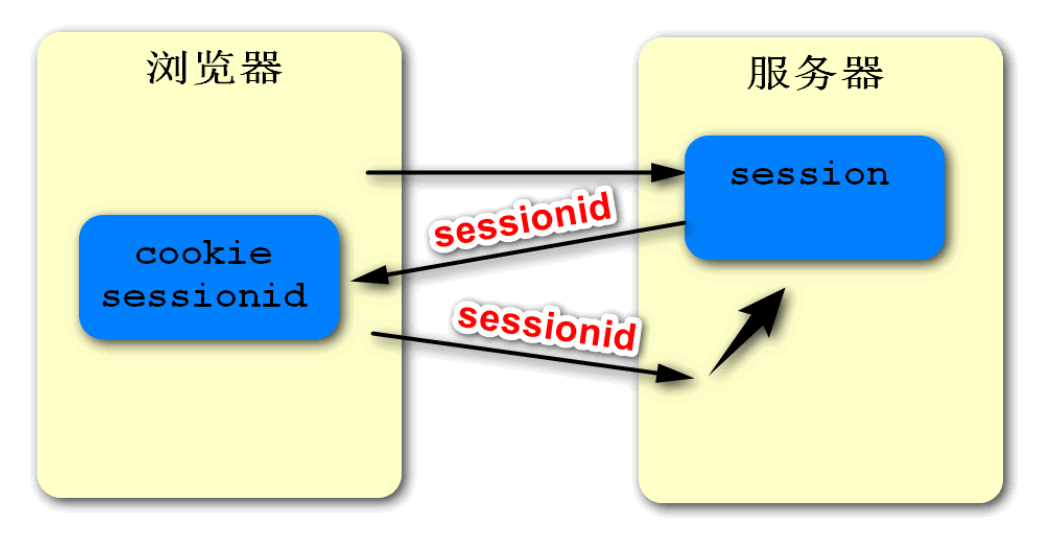 浏览器
服务器
session
sessionid
cookie
sessionid
sessionid